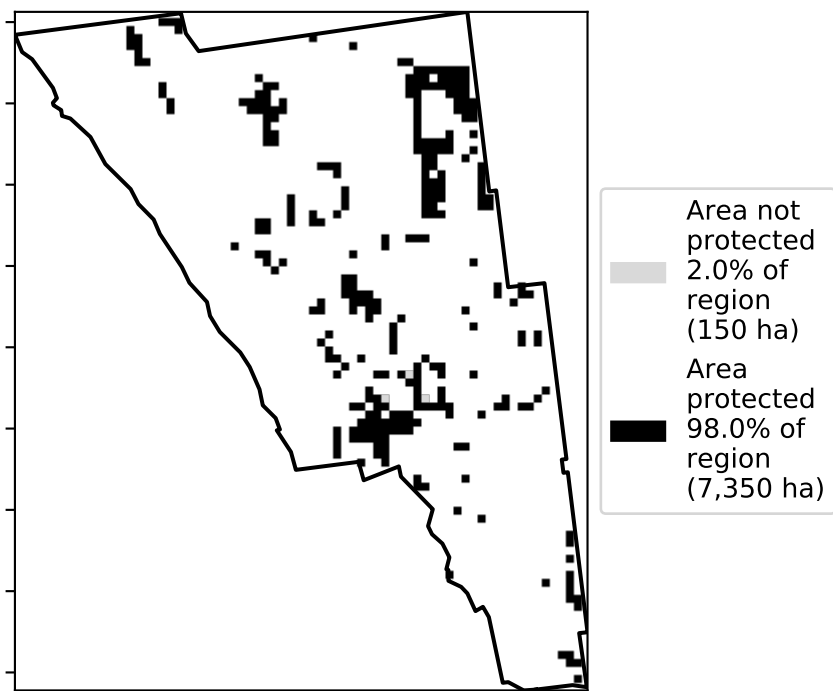 Area not
protected
2.0% of
region
(150 ha)
Area
protected
98.0% of
region
(7,350 ha)